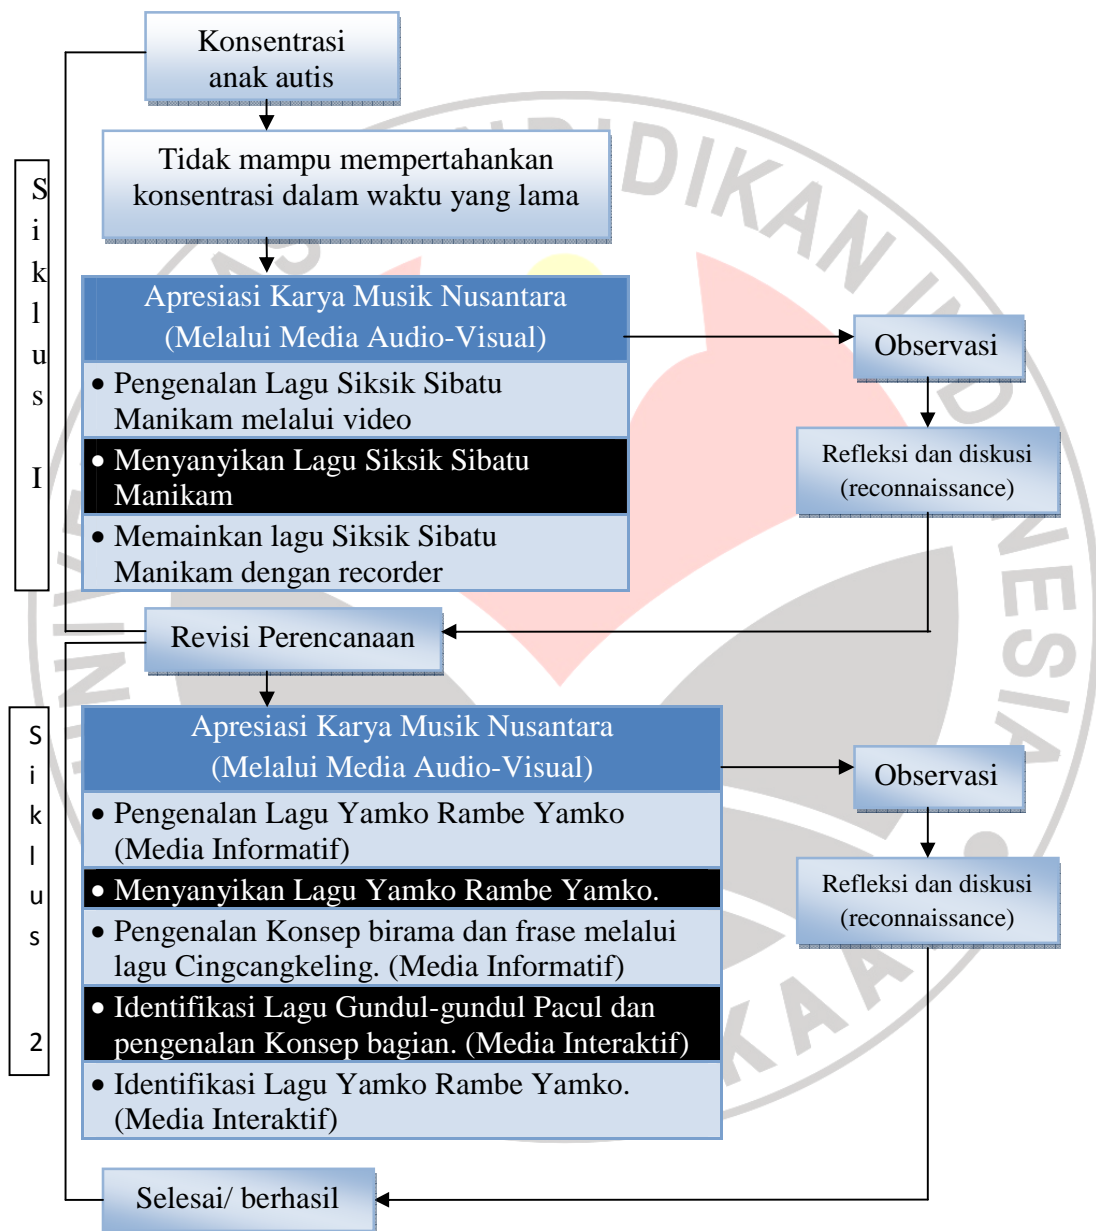 Konsentrasi
anak autis
Tidak mampu mempertahankan
konsentrasi dalam waktu yang lama
Siklus I
Apresiasi Karya Musik Nusantara
(Melalui Media Audio-Visual)
• Pengenalan Lagu Siksik Sibatu
Manikam melalui video
• Menyanyikan Lagu Siksik Sibatu
Manikam
• Memainkan lagu Siksik Sibatu
Manikam dengan recorder
Observasi
Refleksi dan diskusi
(reconnaissance)
Revisi Perencanaan
Siklus 2
Apresiasi Karya Musik Nusantara
(Melalui Media Audio-Visual)
• Pengenalan Lagu Yamko Rambe Yamko
(Media Informatif)
• Menyanyikan Lagu Yamko Rambe Yamko.
• Pengenalan Konsep birama dan frase melalui
lagu Cingcangkeling. (Media Informatif)
• Identifikasi Lagu Gundul-gundul Pacul dan
pengenalan Konsep bagian. (Media Interaktif)
• Identifikasi Lagu Yamko Rambe Yamko.
(Media Interaktif)
Observasi
Refleksi dan diskusi
(reconnaissance)
Selesai/ berhasil